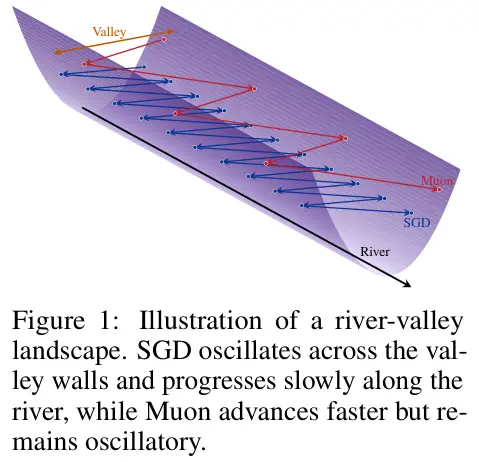 Valley
Muon
SGD
River
Figure 1: Illustration of a river-valley
landscape. SGD oscillates across the val-
ley walls and progresses slowly along the
river, while Muon advances faster but re-
mains oscillatory.